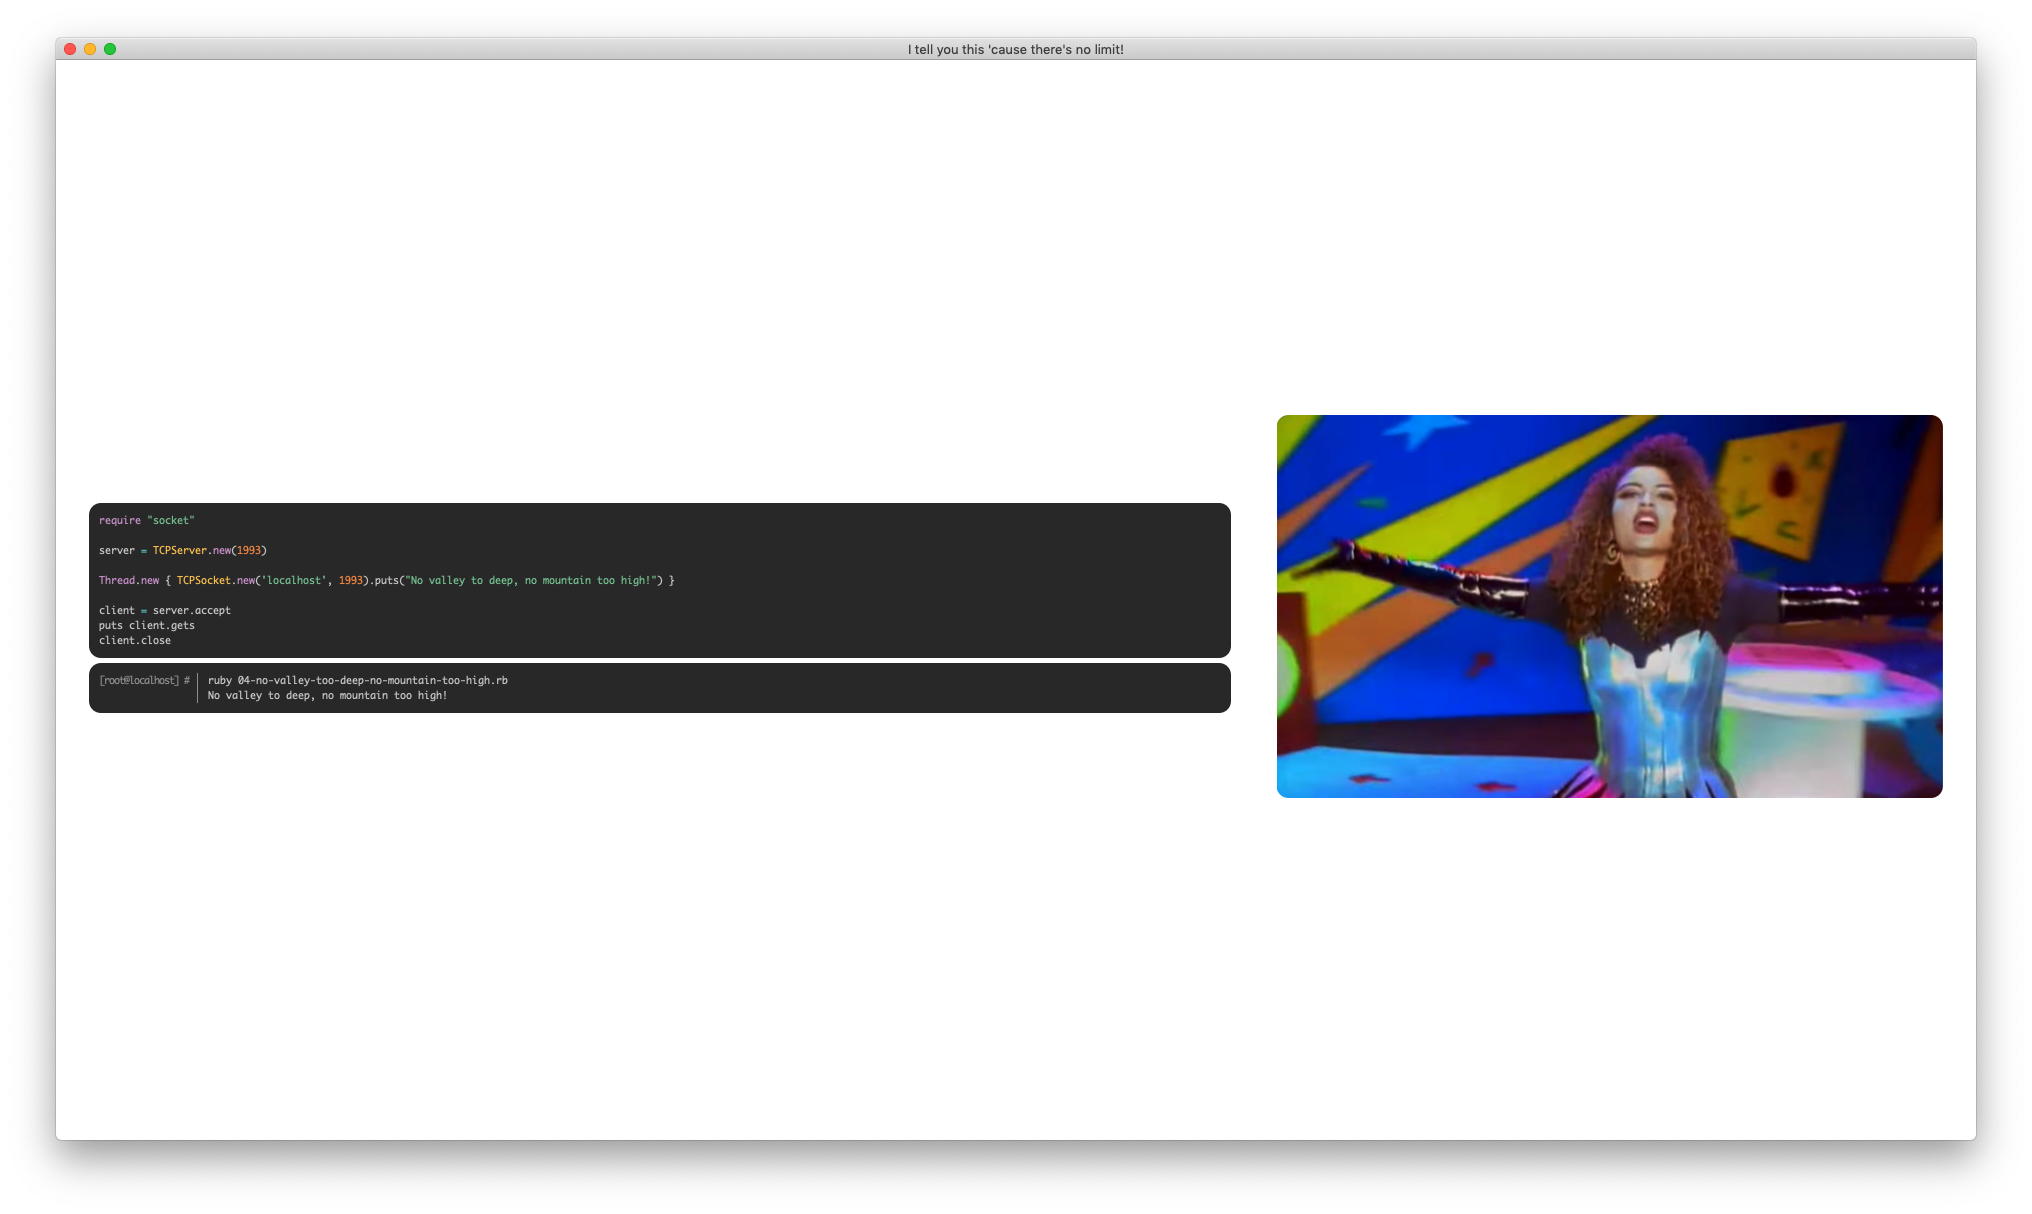 I tell you this 'cause there's no limit!
require "socket"
server = TCPServer.new(1993)
Thread.new { TCPSocket.new('localhost', 1993).puts("No valley to deep, no mountain too high!") }
client = server.accept
puts client.gets
client.close
[root@localhost] # ruby 04-no-valley-too-deep-no-mountain-too-high.rb
No valley to deep, no mountain too high!